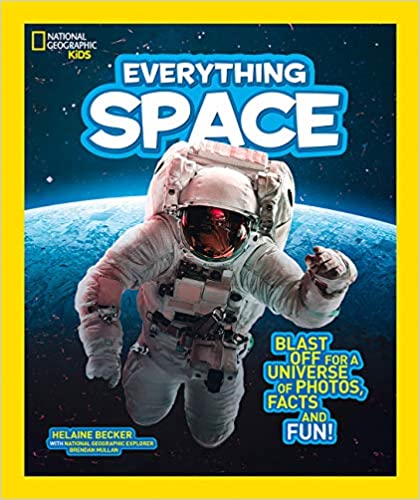 NATIONAL
GEOGRAPHIC
KiDS
EVERYTHING
SPACE
BLAST
OFF FOR A
UNIVERSE
OF PHOTOS,
FACTS
AND
FUN!
HELAINE BECKER
WITH NATIONAL GEOGRAPHIC EXPLORER
BRENDAN MULLAN